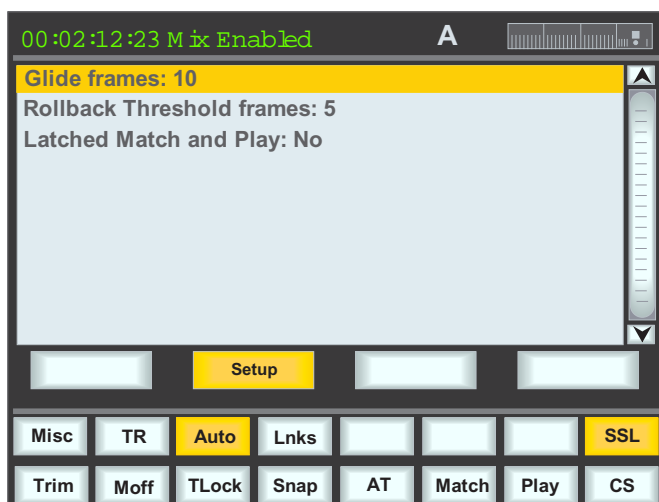 00:02:12:23 Mix Enabled A
Glide frames: 10
Rollback Threshold frames: 5
Latched Match and Play: No
Setup
Misc TR Auto Lnks SSL
Trim Moff TLock Snap AT Match Play CS